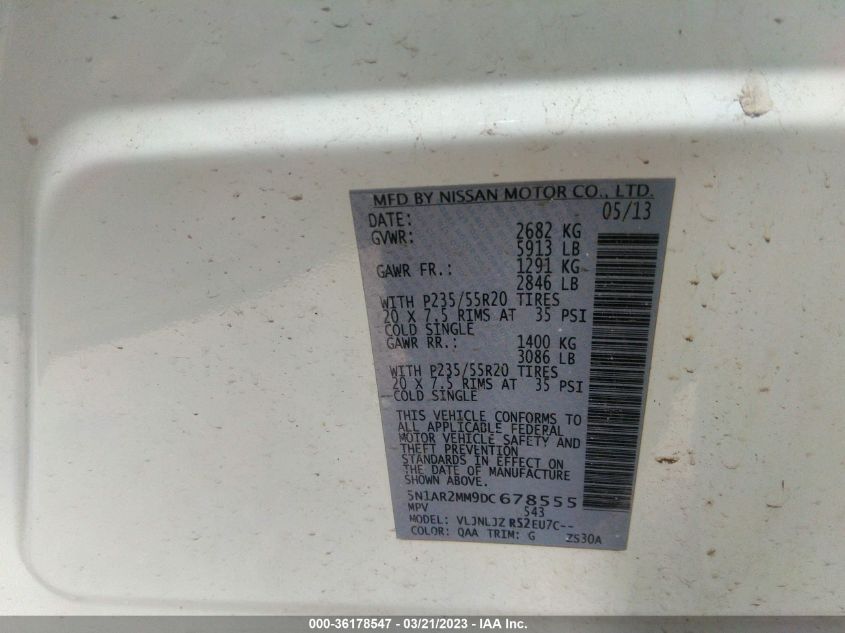 MFD BY NISSAN MOTOR CO., LTD.
DATE: 05/13
GVWR: 2682 KG
5913 LB
GAWR FR.: 1291 KG
2846 LB
WITH P235/55R20 TIRES
20 X 7.5 RIMS AT 35 PSI
COLD SINGLE
GAWR RR.: 1400 KG
3086 LB
WITH P235/55R20 TIRES
20 X 7.5 RIMS AT 35 PSI
COLD SINGLE
THIS VEHICLE CONFORMS TO
ALL APPLICABLE FEDERAL
MOTOR VEHICLE SAFETY AND
THEFT PREVENTION
STANDARDS IN EFFECT ON
THE DATE OF MANUFACTURE
SHOWN ABOVE.
5N1AR2MM9DC678555
MPV 543
MODEL: VLJNLJZ RS2EU7C--
COLOR: QAA TRIM: G ZS30A
000-36178547 - 03/21/2023 - IAA Inc.